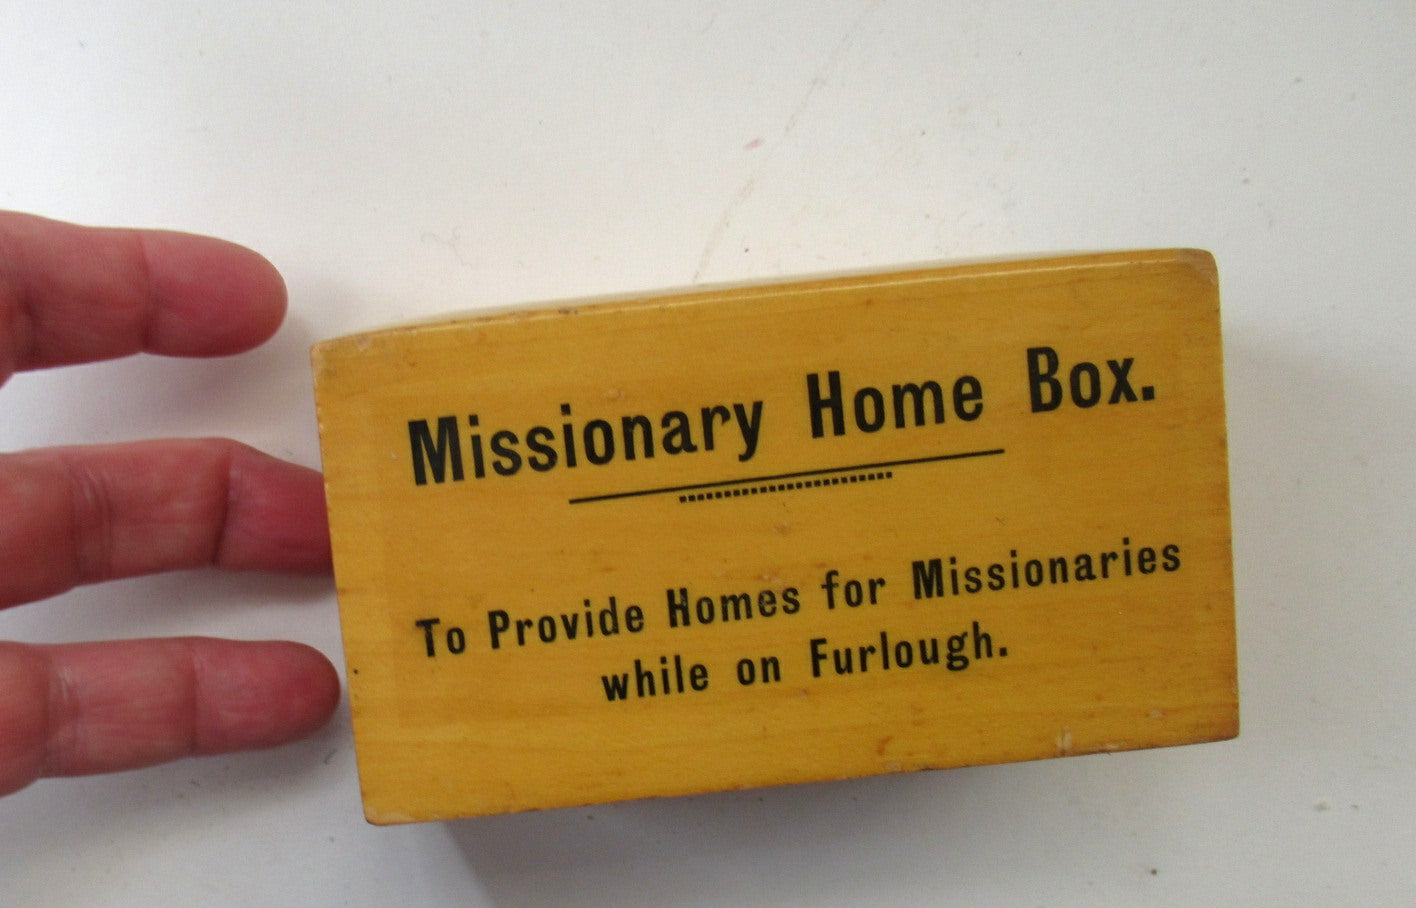 Missionary Home Box.
To Provide Homes for Missionaries
while on Furlough.